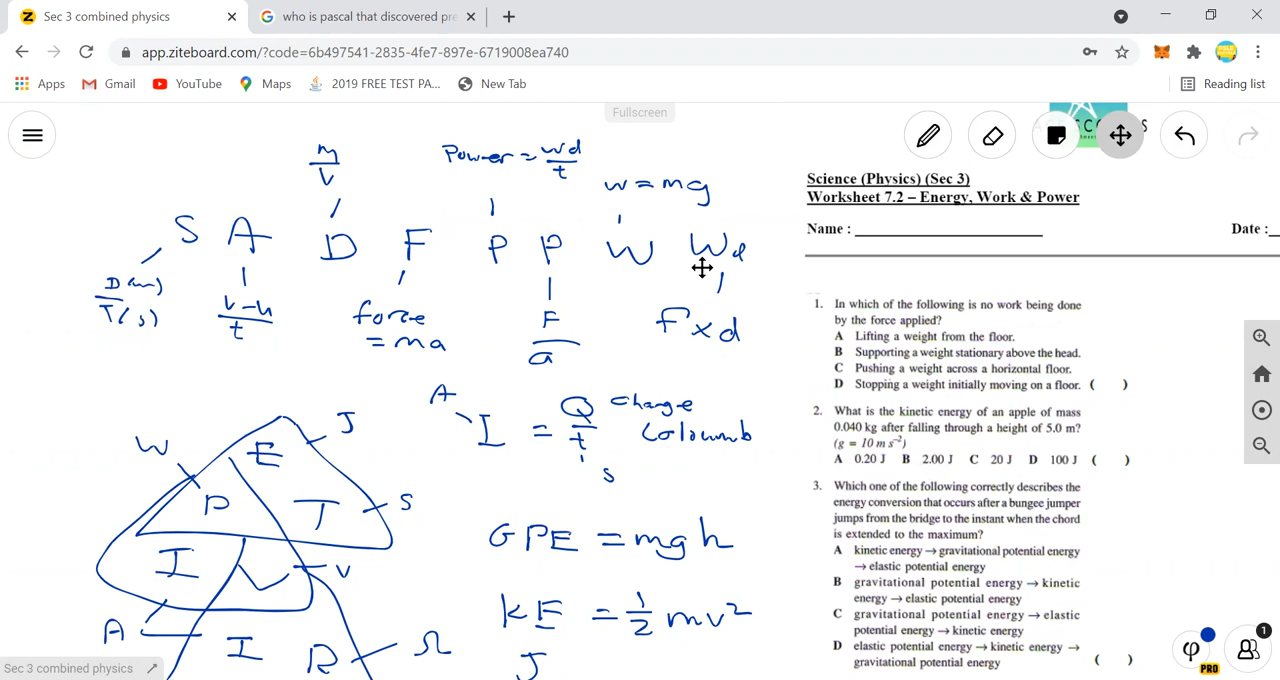 Sec 3 combined physics
who is pascal that discovered pre
app.ziteboard.com/?code=6b497541-2835-4fe7-897e-6719008ea740
Apps
Gmail
YouTube
Maps
2019 FREE TEST PA...
New Tab
Reading list
Fullscreen
m
v
Power = wd
t
w = mg
S A D F P P W Wd
D(m)
T(s)
v-u
t
force
= ma
F
a
F x d
A
I = Q
t
s
change
Coloumb
W
E
J
P
T
S
I
V
V
A
I
R
Ω
GPE = mgh
KE = 1/2 mv²
J
Science (Physics) (Sec 3)
Worksheet 7.2 – Energy, Work & Power
Name : ________________
Date :_
1. In which of the following is no work being done
by the force applied?
A Lifting a weight from the floor.
B Supporting a weight stationary above the head.
C Pushing a weight across a horizontal floor.
D Stopping a weight initially moving on a floor. ( )
2. What is the kinetic energy of an apple of mass
0.040 kg after falling through a height of 5.0 m?
(g = 10 m s⁻²)
A 0.20 J B 2.00 J C 20 J D 100 J ( )
3. Which one of the following correctly describes the
energy conversion that occurs after a bungee jumper
jumps from the bridge to the instant when the chord
is extended to the maximum?
A kinetic energy → gravitational potential energy
→ elastic potential energy
B gravitational potential energy → kinetic
energy → elastic potential energy
C gravitational potential energy → elastic
potential energy → kinetic energy
D elastic potential energy → kinetic energy →
gravitational potential energy ( )
φ
PRO
1
Sec 3 combined physics